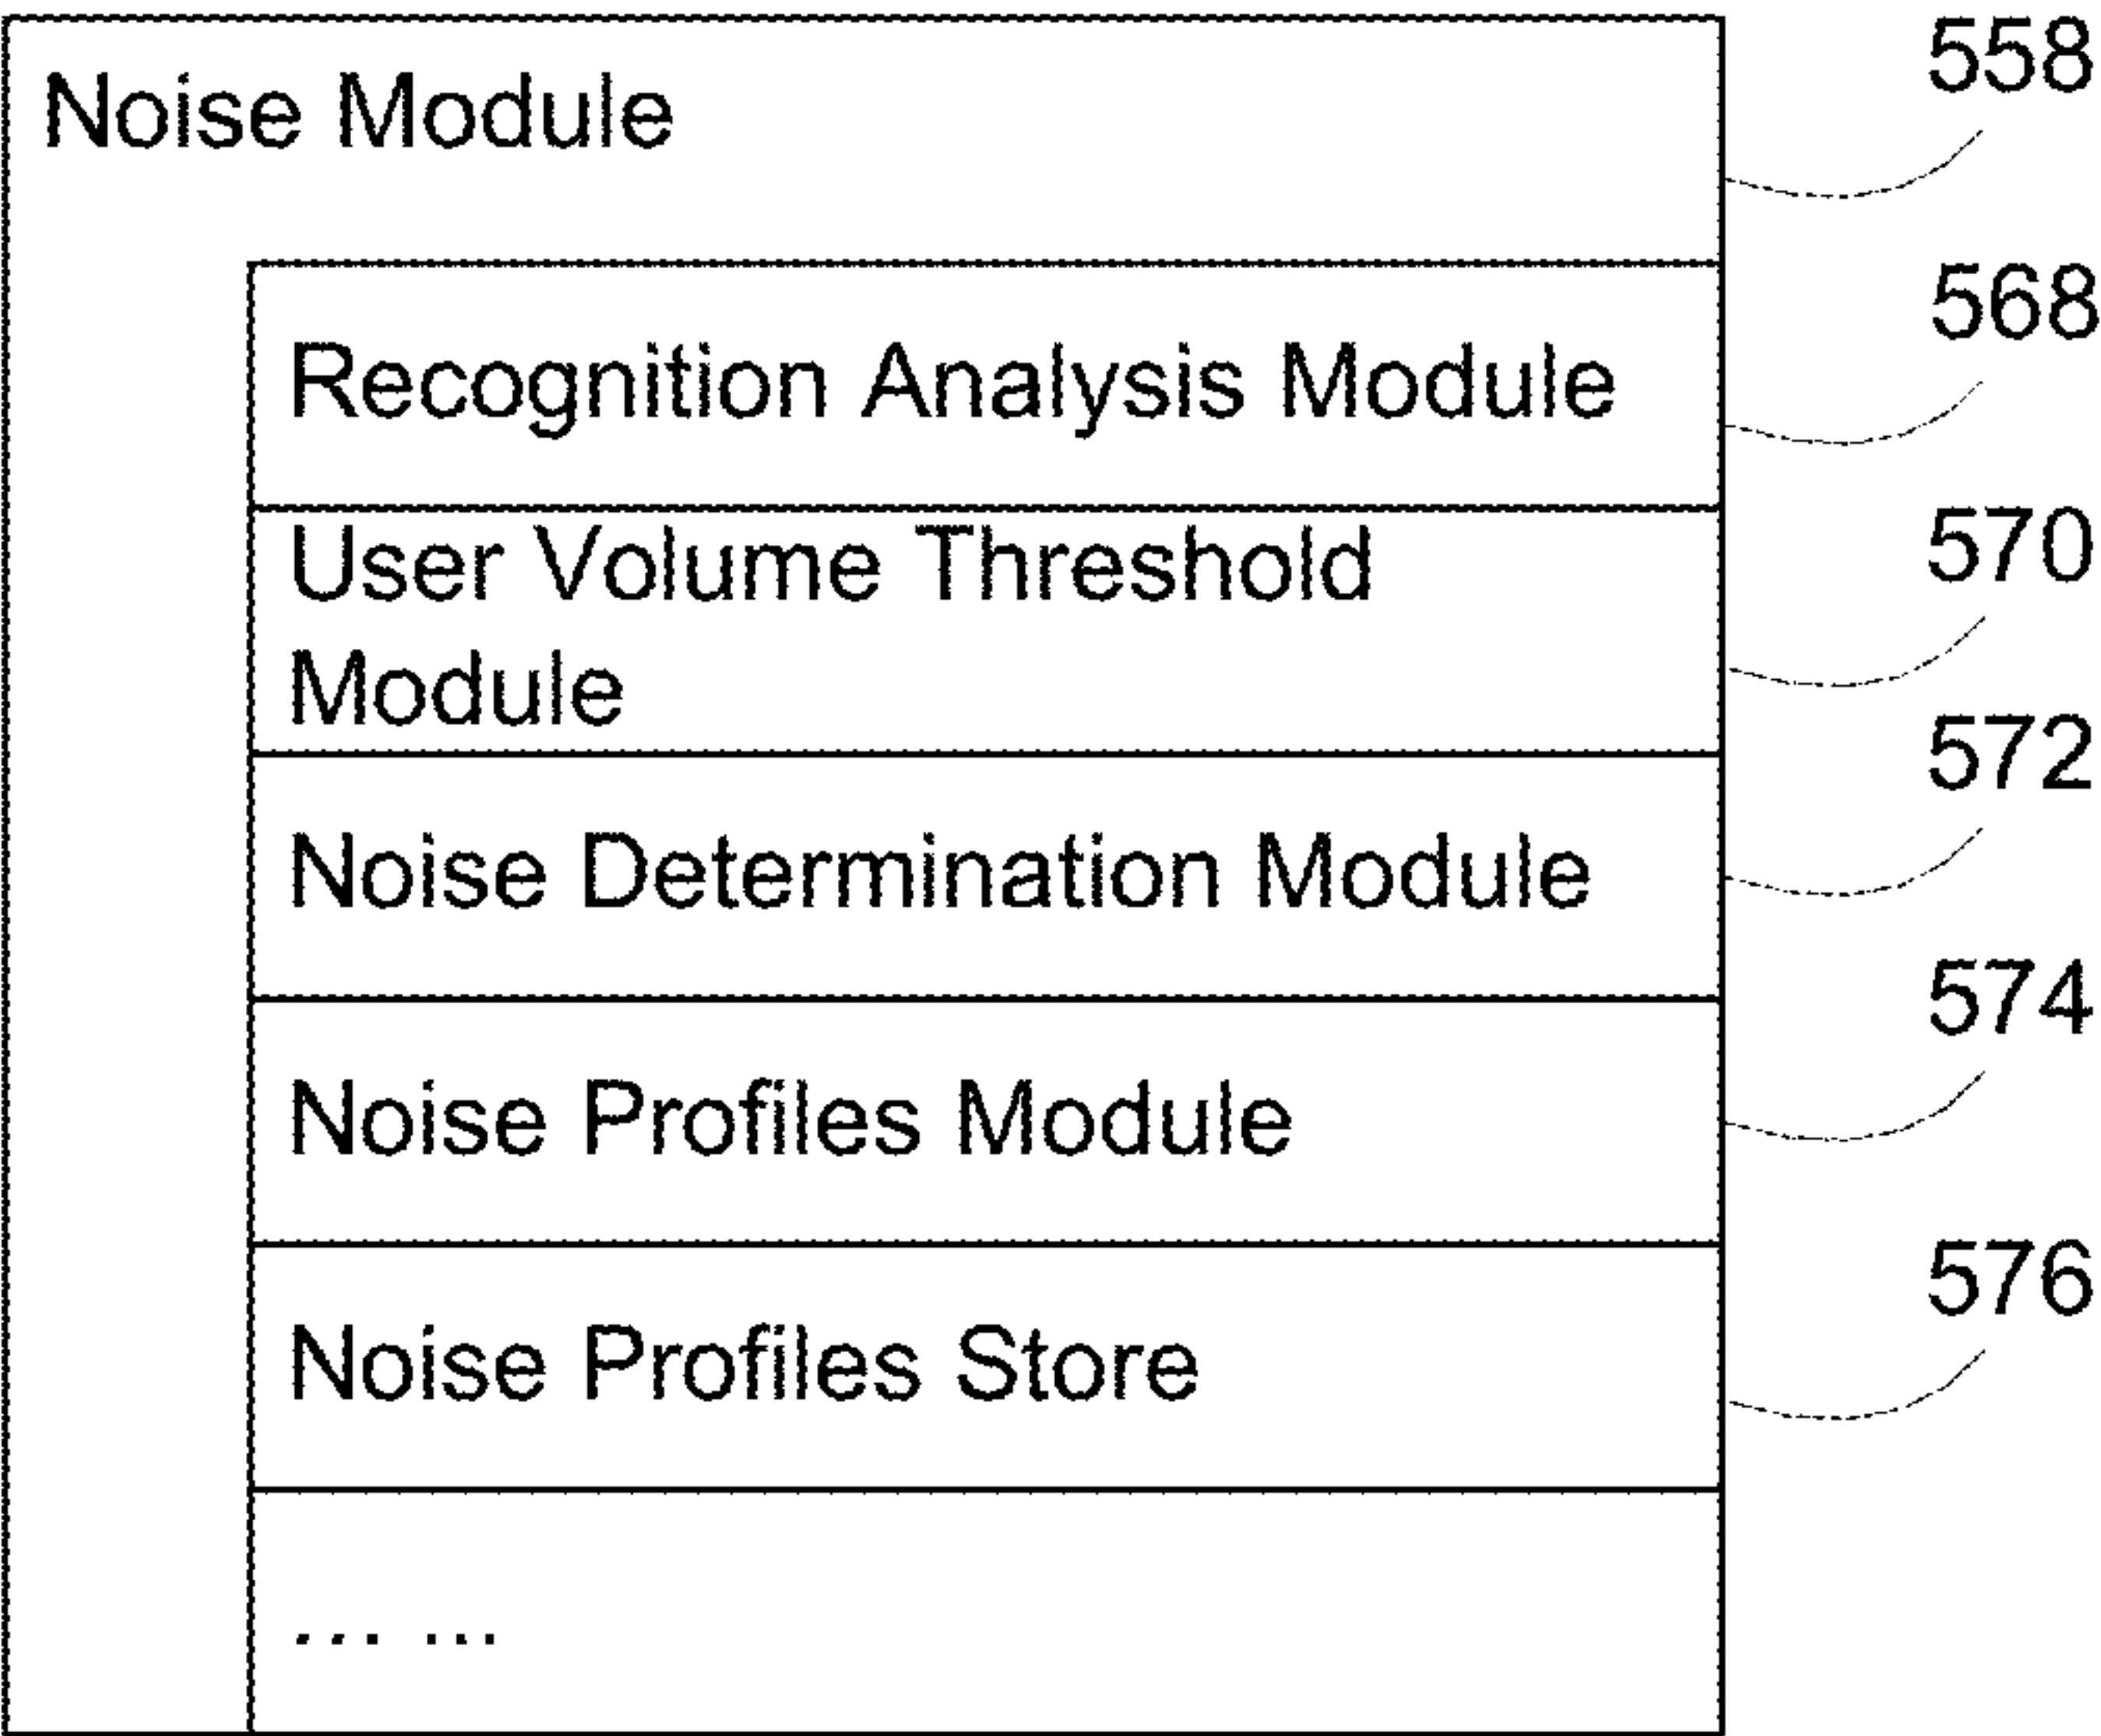 Noise Module
558
Recognition Analysis Module
568
User Volume Threshold
Module
570
Noise Determination Module
572
Noise Profiles Module
574
Noise Profiles Store
576
... ...